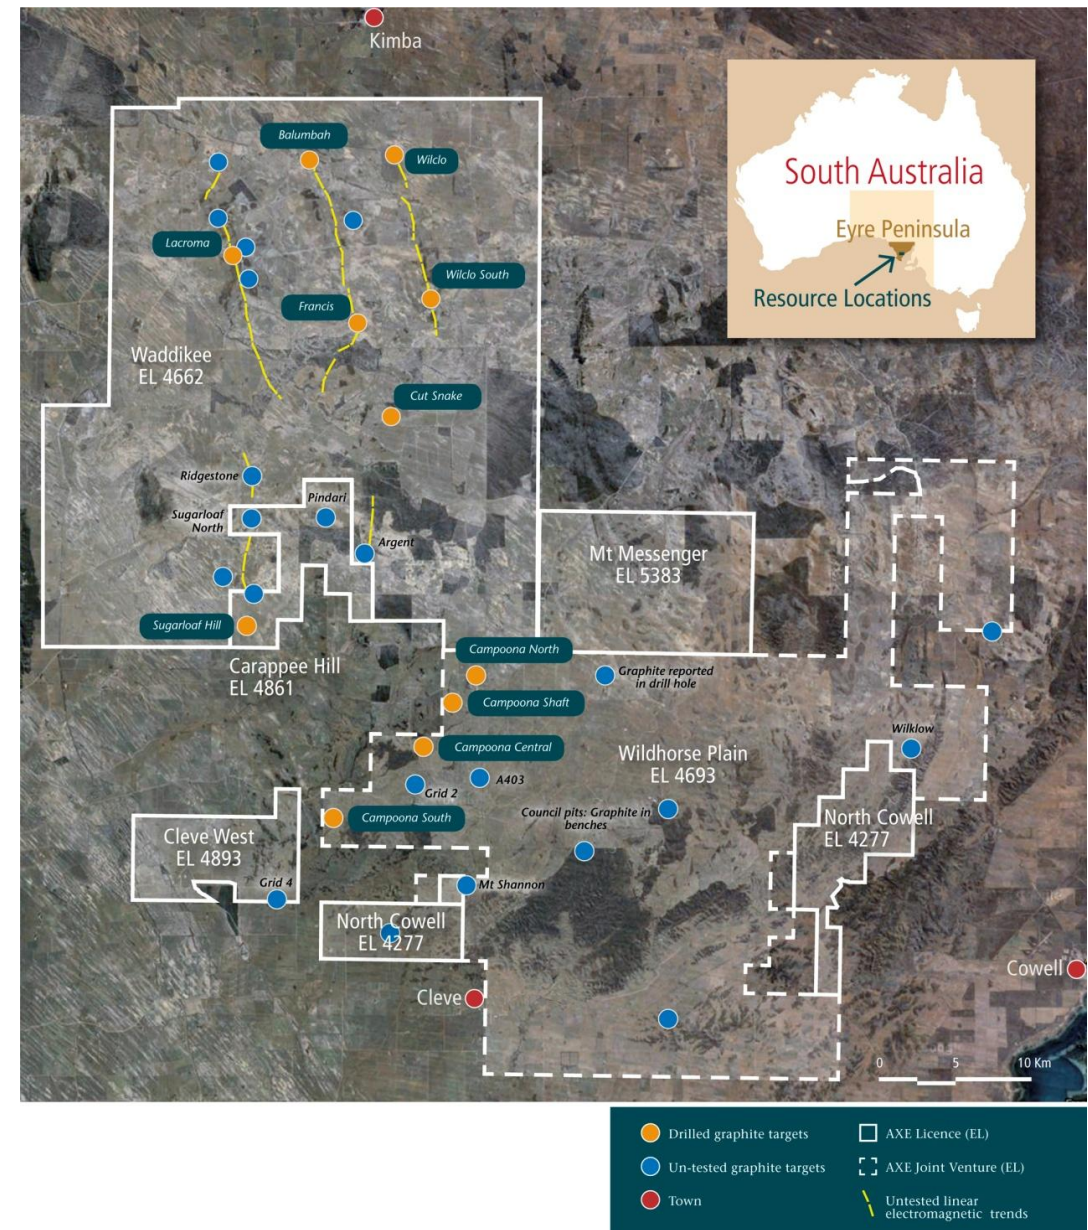 Kimba
Balumbah
Wilclo
South Australia
Eyre Peninsula
Resource Locations
Lacroma
Wilclo South
Francis
Waddikee
EL 4662
Cut Snake
Ridgestone
Pindari
Sugarloaf
North
Argent
Mt Messenger
EL 5383
Sugarloaf Hill
Carappee Hill
EL 4861
Campoona North
Graphite reported
in drill hole
Campoona Shaft
Wilklow
Campoona Central
Wildhorse Plain
EL 4693
A403
Grid 2
Council pits: Graphite in
benches
Campoona South
North Cowell
EL 4277
Cleve West
EL 4893
Grid 4
Mt Shannon
North Cowell
EL 4277
Cowell
Cleve
0 5 10 Km
Drilled graphite targets
AXE Licence (EL)
Un-tested graphite targets
AXE Joint Venture (EL)
Town
Untested linear
electromagnetic trends